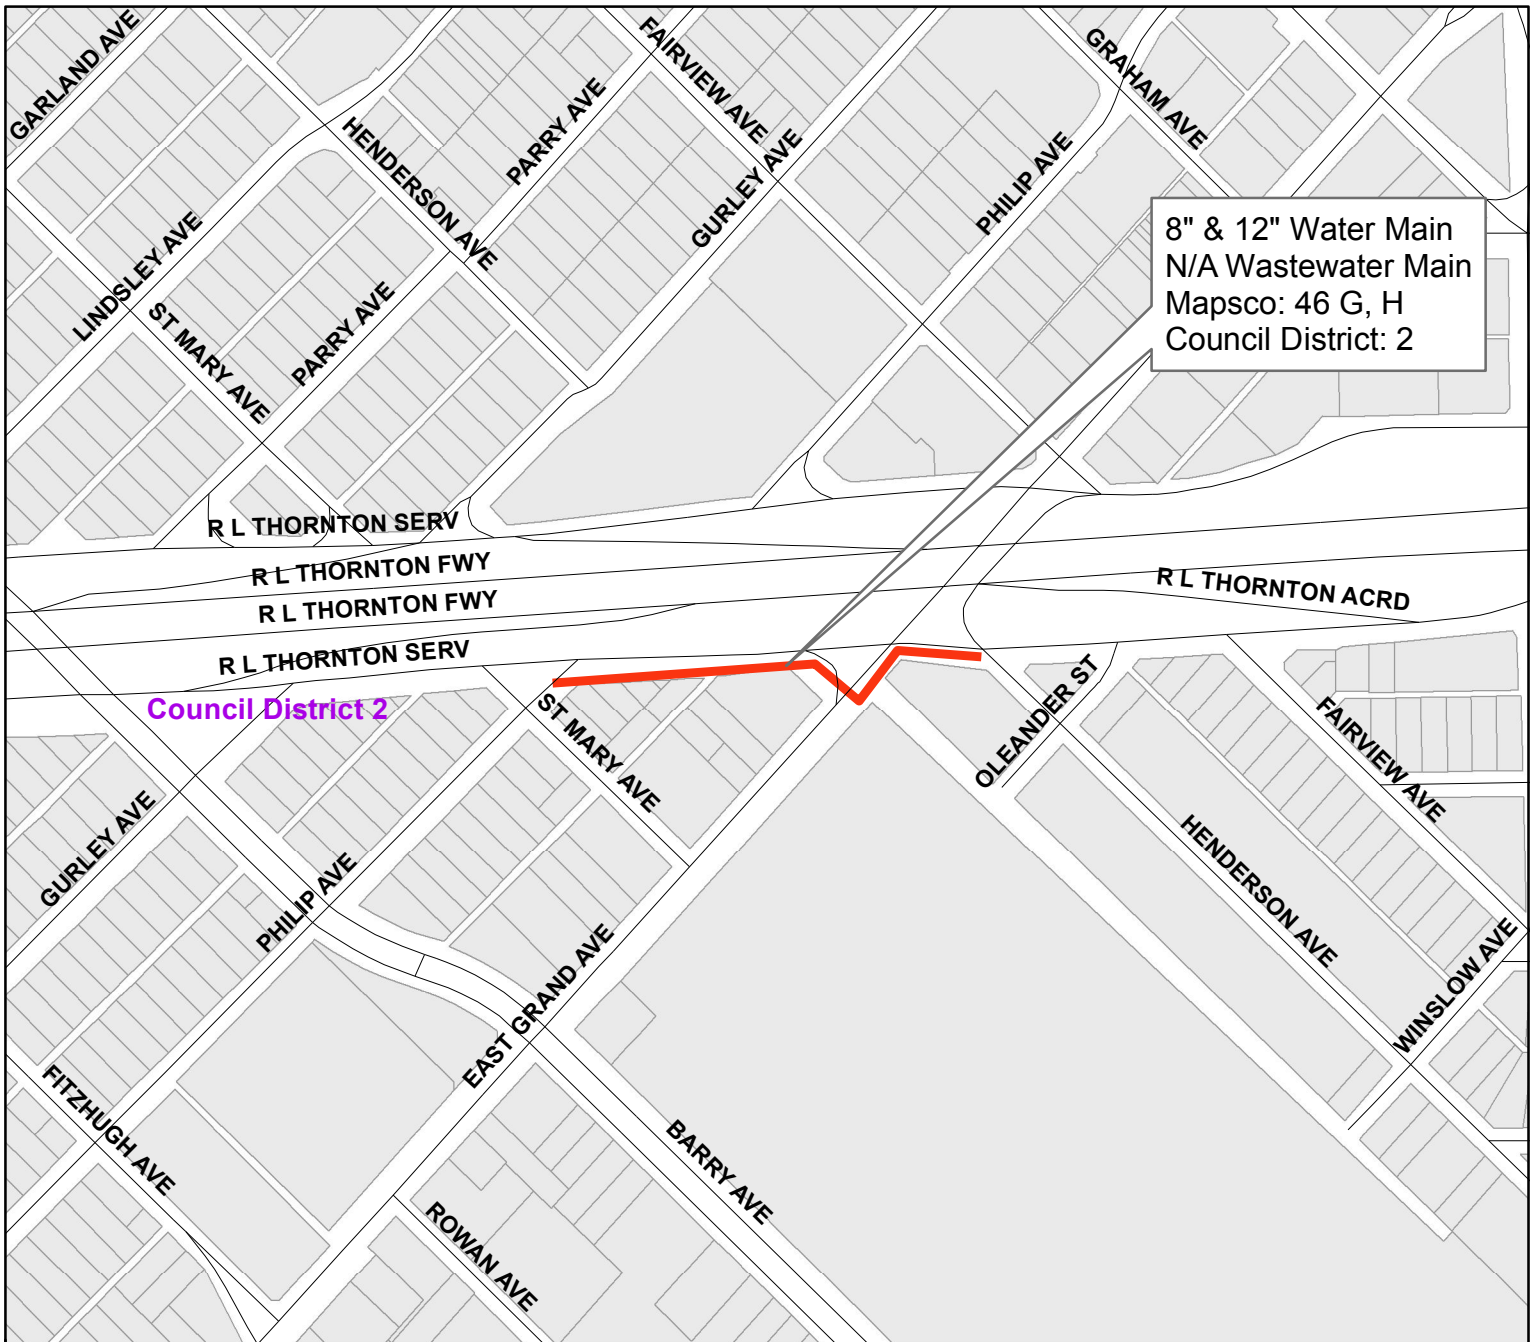 GARLAND AVE
FAIRVIEW AVE
GRAHAM AVE
HENDERSON AVE
PARRY AVE
GURLEY AVE
PHILIP AVE
LINDSLEY AVE
ST MARY AVE
PARRY AVE
8" & 12" Water Main
N/A Wastewater Main
Mapsco: 46 G, H
Council District: 2
R L THORNTON SERV
R L THORNTON FWY
R L THORNTON FWY
R L THORNTON SERV
R L THORNTON ACRD
Council District 2
ST MARY AVE
OLEANDER ST
FAIRVIEW AVE
GURLEY AVE
PHILIP AVE
HENDERSON AVE
WINSLOW AVE
EAST GRAND AVE
FITZHUGH AVE
BARRY AVE
ROWAN AVE